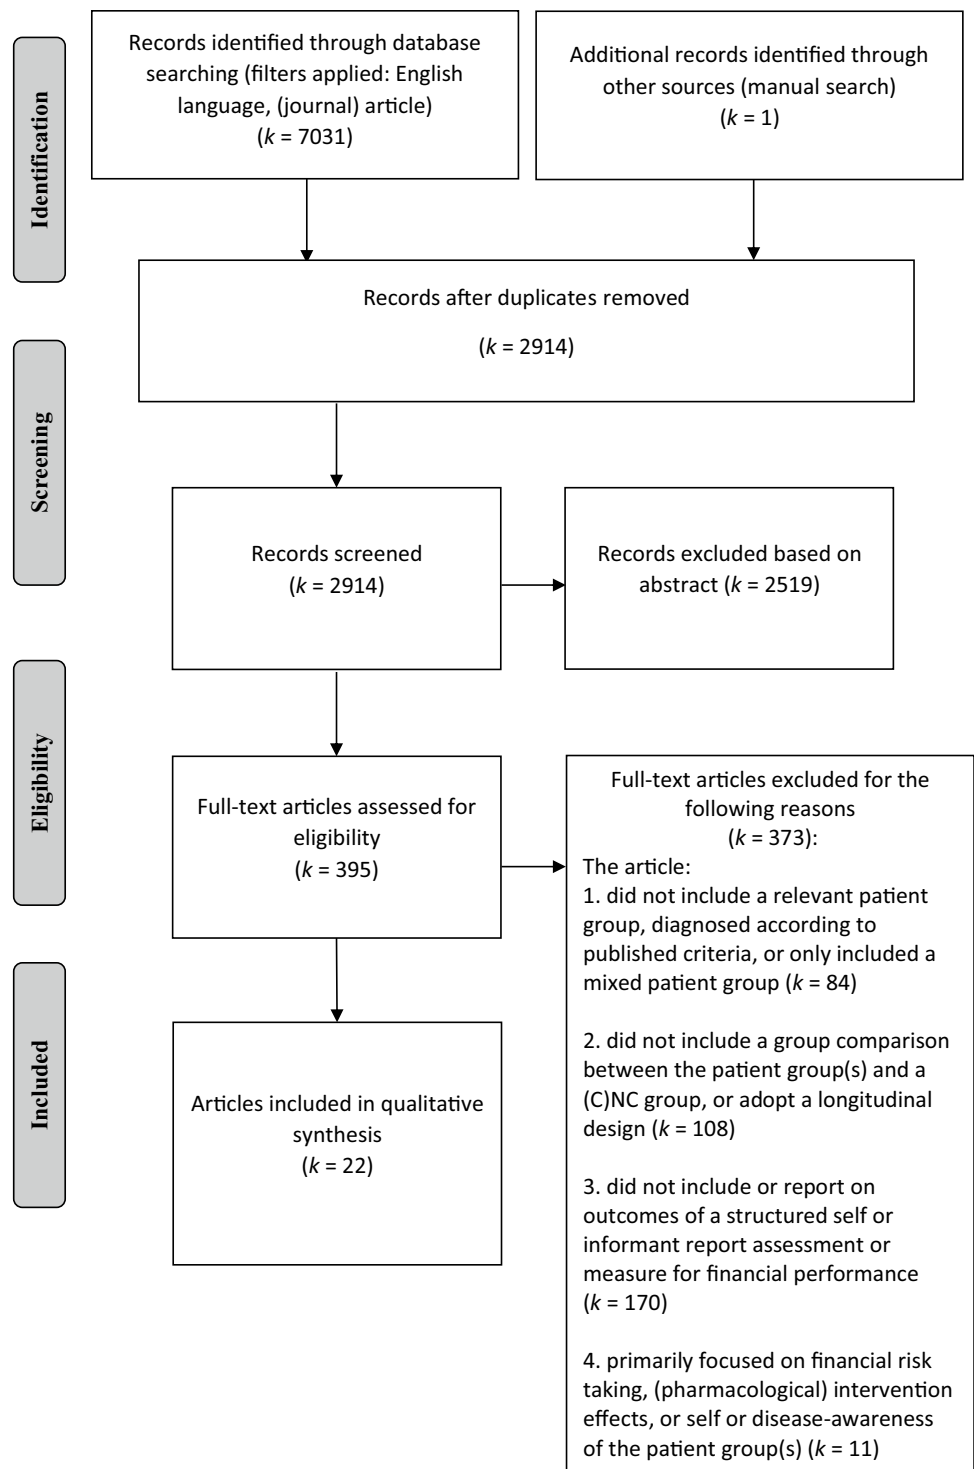 Identification
Records identified through database
searching (filters applied: English
language, (journal) article)
(k = 7031)
Additional records identified through
other sources (manual search)
(k = 1)
Records after duplicates removed
(k = 2914)
Screening
Records screened
(k = 2914)
Records excluded based on
abstract (k = 2519)
Eligibility
Full-text articles assessed for
eligibility
(k = 395)
Full-text articles excluded for the
following reasons
(k = 373):
The article:
1. did not include a relevant patient
group, diagnosed according to
published criteria, or only included a
mixed patient group (k = 84)
2. did not include a group comparison
between the patient group(s) and a
(C)NC group, or adopt a longitudinal
design (k = 108)
3. did not include or report on
outcomes of a structured self or
informant report assessment or
measure for financial performance
(k = 170)
4. primarily focused on financial risk
taking, (pharmacological) intervention
effects, or self or disease-awareness
of the patient group(s) (k = 11)
Included
Articles included in qualitative
synthesis
(k = 22)